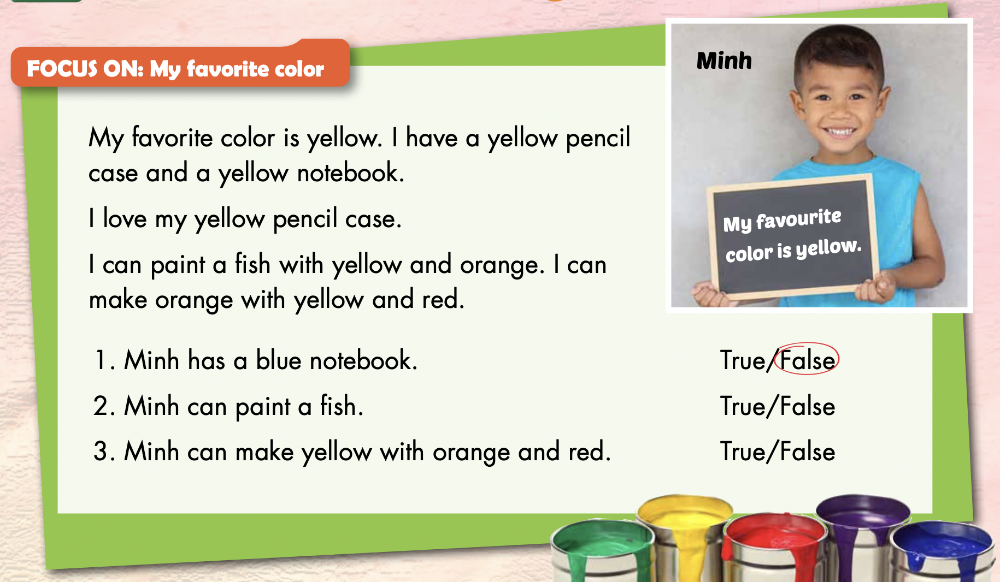 FOCUS ON: My favorite color
Minh
My favourite
color is yellow.
My favorite color is yellow. I have a yellow pencil
case and a yellow notebook.
I love my yellow pencil case.
I can paint a fish with yellow and orange. I can
make orange with yellow and red.
1. Minh has a blue notebook. True/False
2. Minh can paint a fish. True/False
3. Minh can make yellow with orange and red. True/False